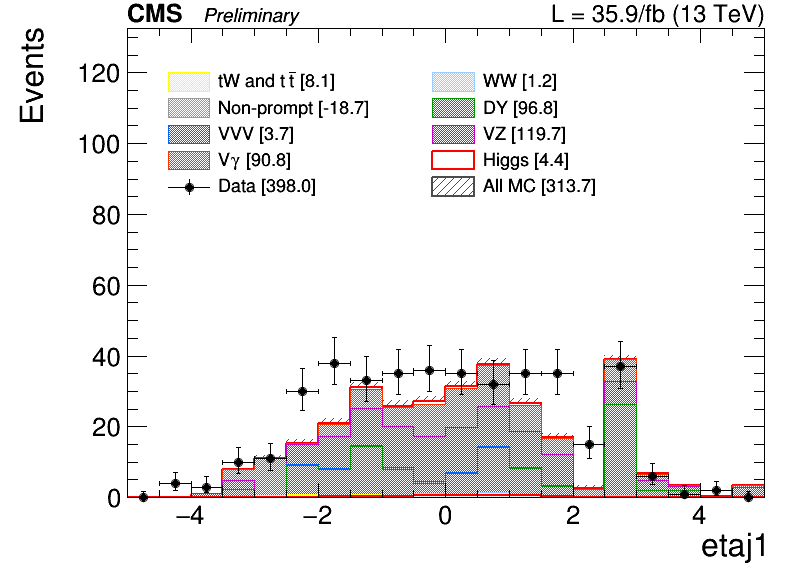 CMS Preliminary L = 35.9/fb (13 TeV)
Events
120
100
80
60
40
20
0
tW and t t̅ [8.1]
Non-prompt [-18.7]
VVV [3.7]
Vγ [90.8]
Data [398.0]
WW [1.2]
DY [96.8]
VZ [119.7]
Higgs [4.4]
All MC [313.7]
−4 −2 0 2 4
etaj1